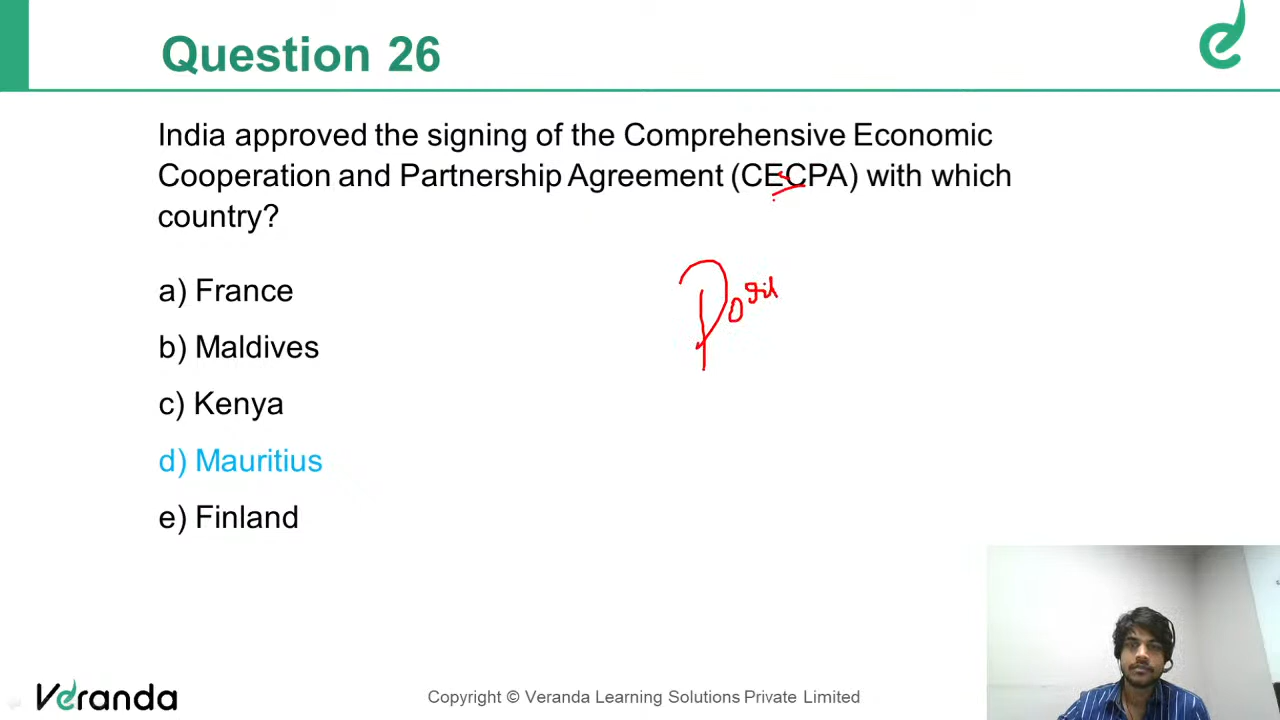 Question 26
India approved the signing of the Comprehensive Economic
Cooperation and Partnership Agreement (CECPA) with which
country?
a) France
b) Maldives
c) Kenya
d) Mauritius
e) Finland
Veranda
Copyright © Veranda Learning Solutions Private Limited